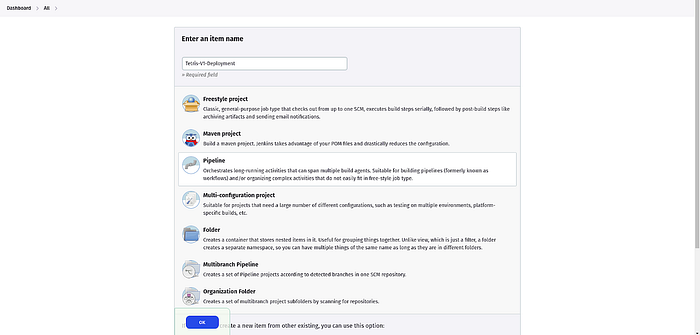 Dashboard > All >
Enter an item name
Tetris-V1-Deployment
» Required field
Freestyle project
Classic, general-purpose job type that checks out from up to one SCM, executes build steps serially, followed by post-build steps like
archiving artifacts and sending email notifications.
Maven project
Build a maven project. Jenkins takes advantage of your POM files and drastically reduces the configuration.
Pipeline
Orchestrates long-running activities that can span multiple build agents. Suitable for building pipelines (formerly known as
workflows) and/or organizing complex activities that do not easily fit in free-style job type.
Multi-configuration project
Suitable for projects that need a large number of different configurations, such as testing on multiple environments, platform-
specific builds, etc.
Folder
Creates a container that stores nested items in it. Useful for grouping things together. Unlike view, which is just a filter, a folder
creates a separate namespace, so you can have multiple things of the same name as long as they are in different folders.
Multibranch Pipeline
Creates a set of Pipeline projects according to detected branches in one SCM repository.
Organization Folder
Creates a set of multibranch project subfolders by scanning for repositories.
OK
create a new item from other existing, you can use this option: